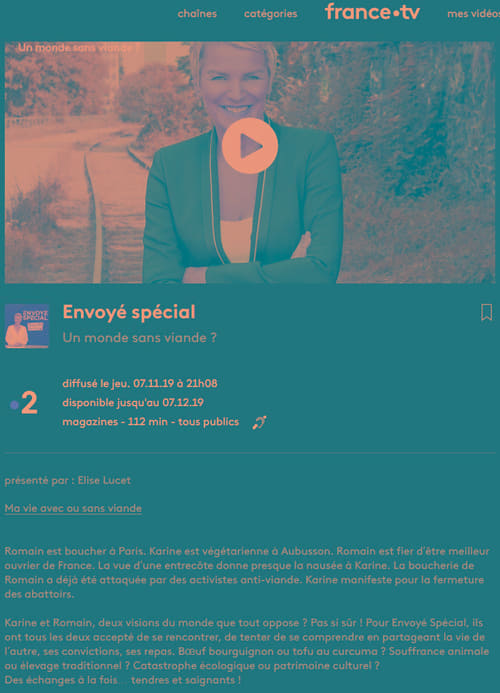 chaînes catégories france•tv mes vidéos
Un monde sans viande ?
ENVOYÉ
SPÉCIAL
Envoyé spécial
Un monde sans viande ?
2
diffusé le jeu. 07.11.19 à 21h08
disponible jusqu'au 07.12.19
magazines - 112 min - tous publics
présenté par : Elise Lucet
Ma vie avec ou sans viande
Romain est boucher à Paris. Karine est végétarienne à Aubusson. Romain est fier d'être meilleur
ouvrier de France. La vue d'une entrecôte donne presque la nausée à Karine. La boucherie de
Romain a déjà été attaquée par des activistes anti-viande. Karine manifeste pour la fermeture
des abattoirs.
Karine et Romain, deux visions du monde que tout oppose ? Pas si sûr ! Pour Envoyé Spécial, ils
ont tous les deux accepté de se rencontrer, de tenter de se comprendre en partageant la vie de
l'autre, ses convictions, ses repas. Bœuf bourguignon ou tofu au curcuma ? Souffrance animale
ou élevage traditionnel ? Catastrophe écologique ou patrimoine culturel ?
Des échanges à la fois... tendres et saignants !